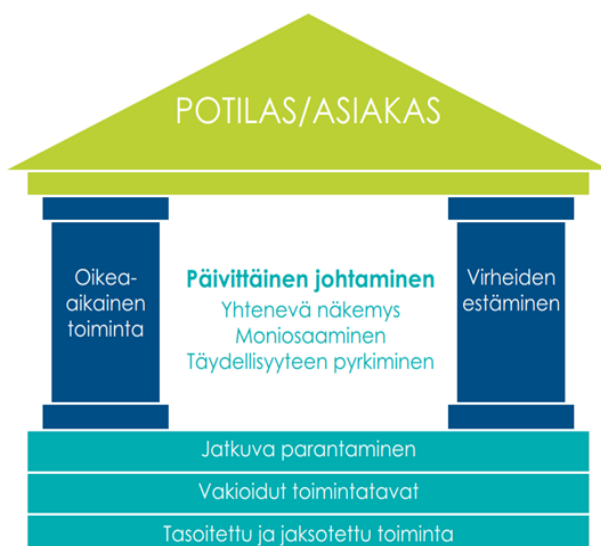 POTILAS/ASIAKAS
Oikea-
aikainen
toiminta
Päivittäinen johtaminen
Yhtenevä näkemys
Moniosaaminen
Täydellisyyteen pyrkiminen
Virheiden
estäminen
Jatkuva parantaminen
Vakioidut toimintatavat
Tasoitettu ja jaksotettu toiminta